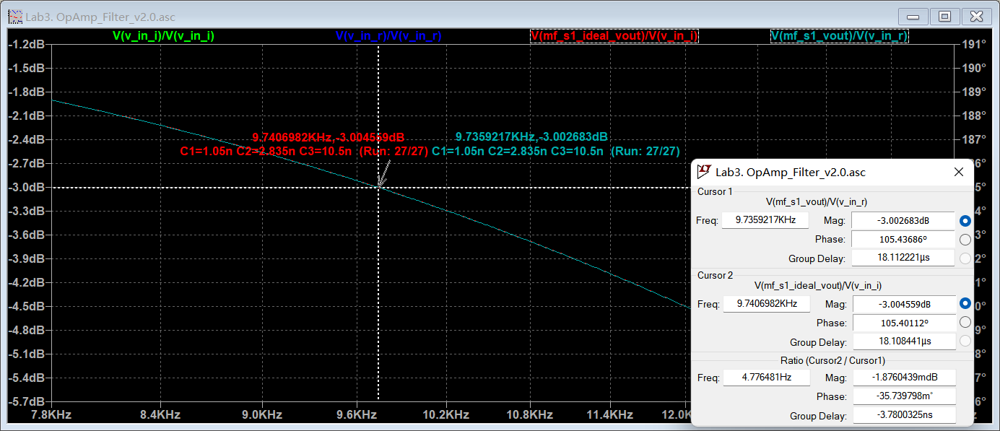 Lab3. OpAmp_Filter_v2.0.asc
V(v_in_i)/V(v_in_i) V(v_in_r)/V(v_in_r) V(mf_s1_ideal_vout)/V(v_in_i) V(mf_s1_vout)/V(v_in_r)
-1.2dB 191°
-1.5dB 190°
-1.8dB 189°
-2.1dB 188°
-2.4dB 187°
9.7406982KHz,-3.004559dB 9.7359217KHz,-3.002683dB
C1=1.05n C2=2.835n C3=10.5n (Run: 27/27) C1=1.05n C2=2.835n C3=10.5n (Run: 27/27)
-2.7dB 6°
-3.0dB 5°
-3.3dB 4°
-3.6dB 3°
-3.9dB 2°
-4.2dB 1°
-4.5dB 0°
-4.8dB 9°
-5.1dB 8°
-5.4dB 7°
-5.7dB 6°
7.8KHz 8.4KHz 9.0KHz 9.6KHz 10.2KHz 10.8KHz 11.4KHz 12.0K
Lab3. OpAmp_Filter_v2.0.asc
Cursor 1
V(mf_s1_vout)/V(v_in_r)
Freq: 9.7359217KHz Mag: -3.002683dB
Phase: 105.43686°
Group Delay: 18.112221µs
Cursor 2
V(mf_s1_ideal_vout)/V(v_in_i)
Freq: 9.7406982KHz Mag: -3.004559dB
Phase: 105.40112°
Group Delay: 18.108441µs
Ratio (Cursor2 / Cursor1)
Freq: 4.776481Hz Mag: -1.8760439mdB
Phase: -35.739798m°
Group Delay: -3.7800325ns